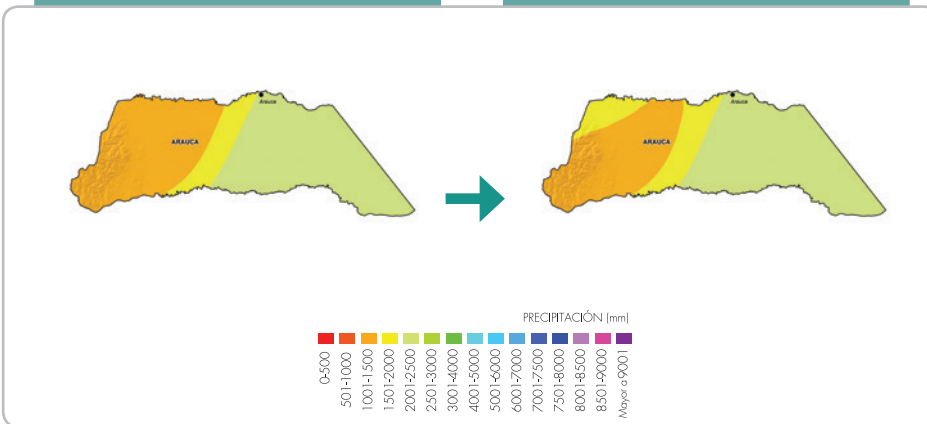 Arauca
ARAUCA
Arauca
ARAUCA
PRECIPITACIÓN (mm)
0-500
501-1000
1001-1500
1501-2000
2001-2500
2501-3000
3001-4000
4001-5000
5001-6000
6001-7000
7001-7500
7501-8000
8001-8500
8501-9000
Mayor a 9001